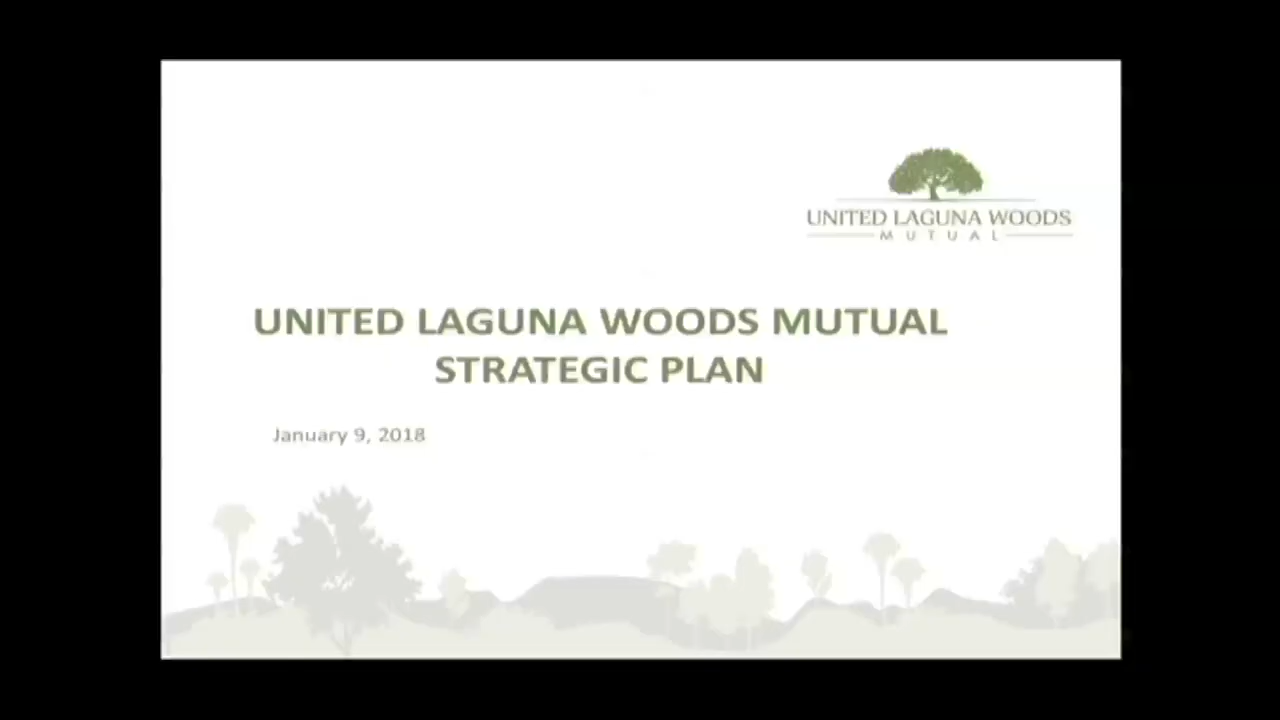 UNITED LAGUNA WOODS
MUTUAL
UNITED LAGUNA WOODS MUTUAL
STRATEGIC PLAN
January 9, 2018